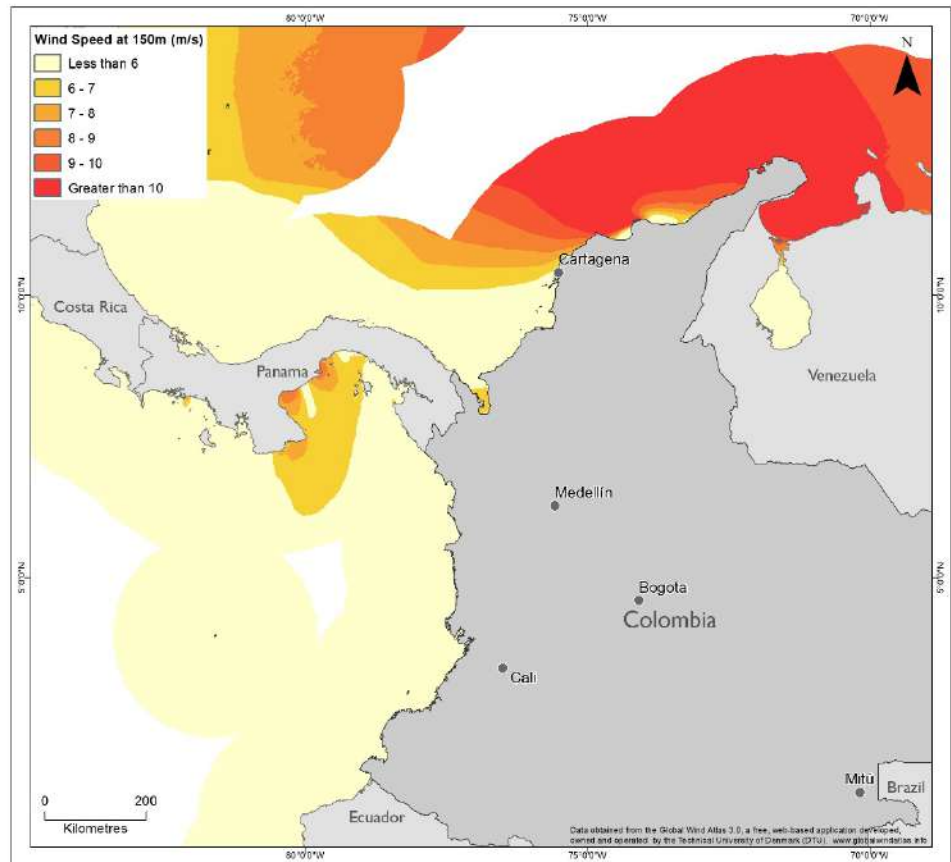 80°0'0"W
75°0'0"W
70°0'0"W
Wind Speed at 150m (m/s)
Less than 6
6 - 7
7 - 8
8 - 9
9 - 10
Greater than 10
N
Cartagena
10°0'0"N
10°0'0"N
Costa Rica
Panama
Venezuela
Medellín
5°0'0"N
5°0'0"N
Bogota
Colombia
Cali
Mitú
Brazil
0
200
Kilometres
Ecuador
Data obtained from the Global Wind Atlas 3.0, a free, web-based application developed,
owned and operated by the Technical University of Denmark (DTU). www.globalwindatlas.info
80°0'0"W
75°0'0"W
70°0'0"W